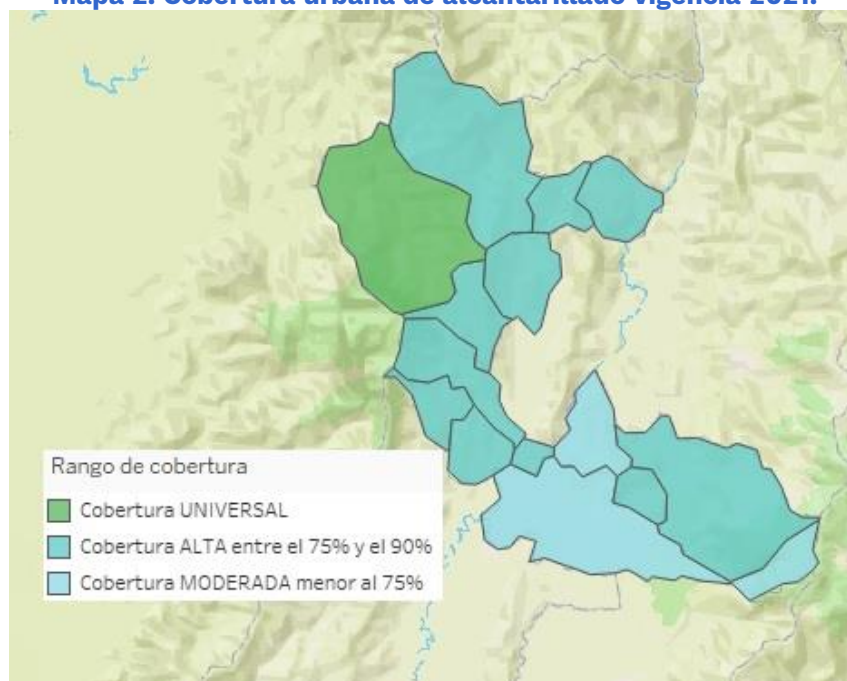 Mapa 2. Cobertura urbana de alcantarillado vigencia 2021.
Rango de cobertura
Cobertura UNIVERSAL
Cobertura ALTA entre el 75% y el 90%
Cobertura MODERADA menor al 75%